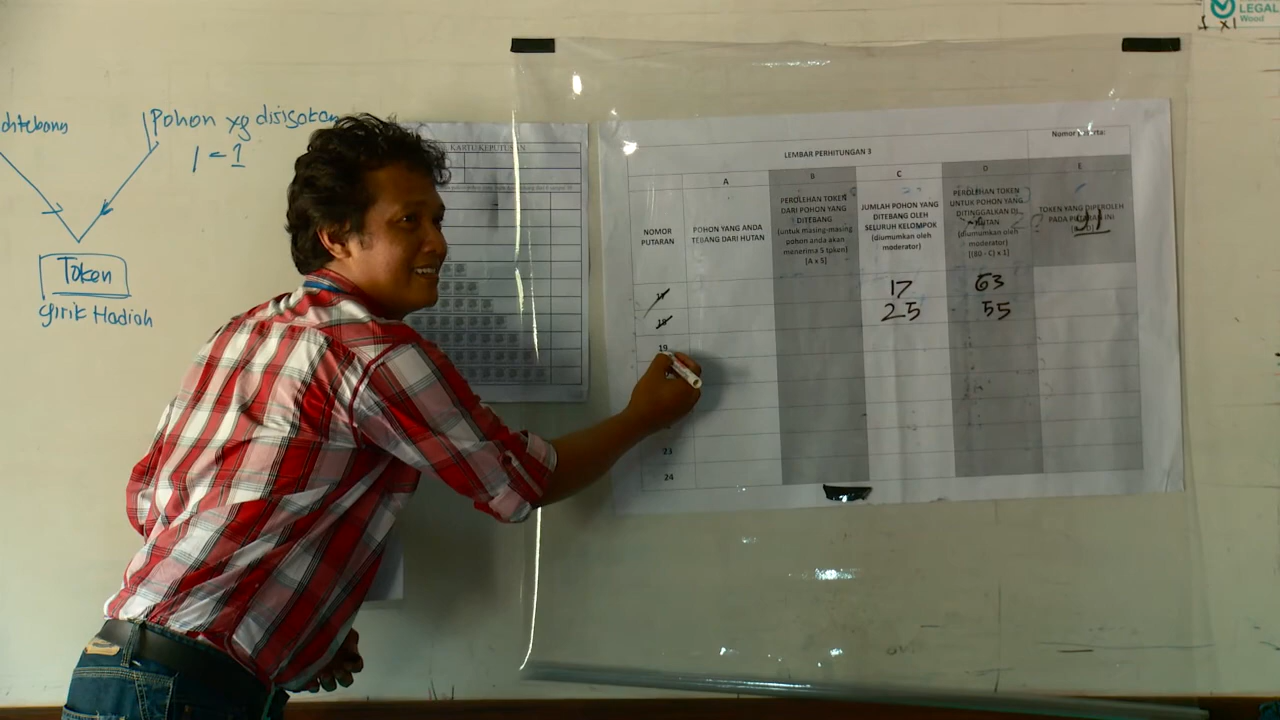 LEGAL
Wood
ditebang
Pohon yg disisakan
1 = 1
Token
Girik Hadiah
KARTU KEPUTUSAN
LEMBAR PERHITUNGAN 3
NOMOR PUTARAN
A
POHON YANG ANDA TEBANG DARI HUTAN
B
PEROLEHAN TOKEN DARI POHON YANG DITEBANG
(untuk masing-masing pohon anda akan menerima 5 token)
[A x 5]
C
JUMLAH POHON YANG DITEBANG OLEH SELURUH KELOMPOK
(diumumkan oleh moderator)
D
PEROLEHAN TOKEN UNTUK POHON YANG DITINGGALKAN DI HUTAN
(diumumkan oleh moderator)
[(80 - C) x 1]
E
TOKEN YANG DIPEROLEH PADA
INI
17 17 63
18 25 55
19
23
24